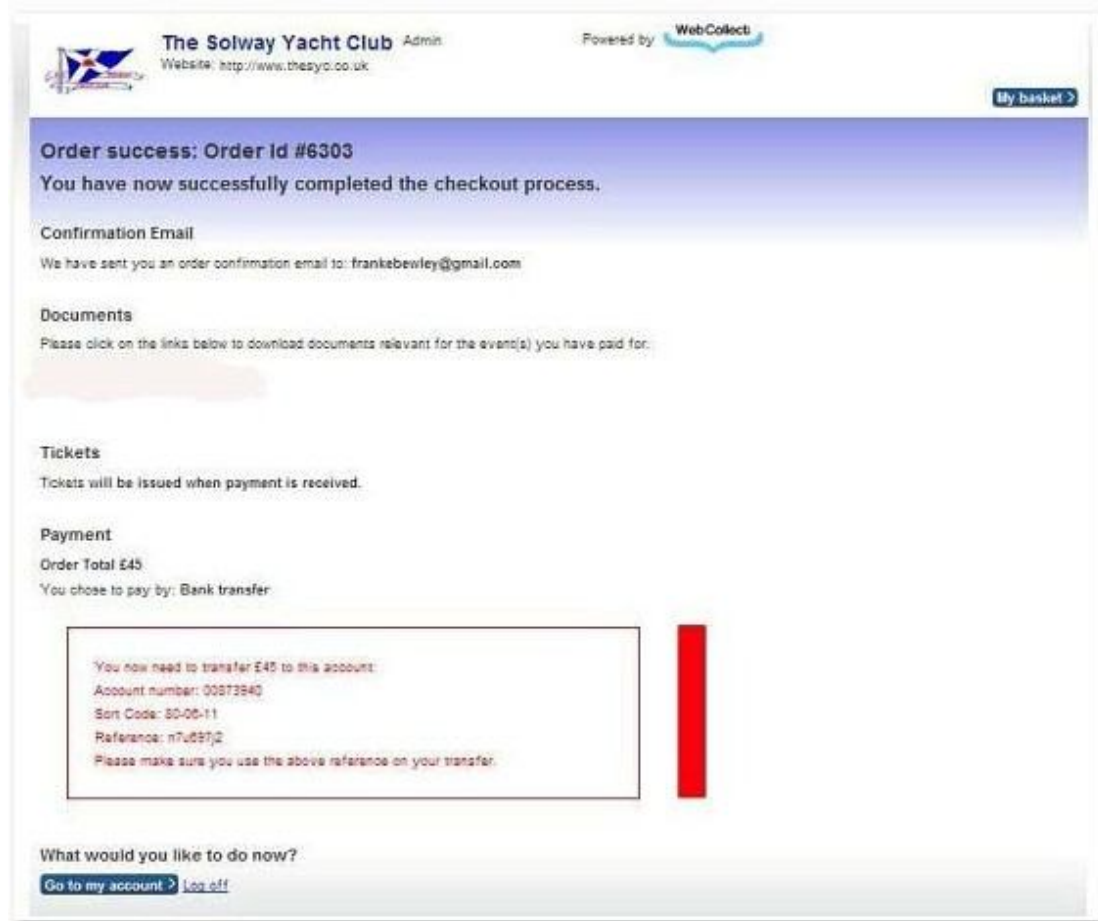 The Solway Yacht Club Admin
Powered by WebCollect
Website: http://www.thesyc.co.uk
My basket >
Order success: Order Id #6303
You have now successfully completed the checkout process.
Confirmation Email
We have sent you an order confirmation email to: frankebewley@gmail.com
Documents
Please click on the links below to download documents relevant for the event(s) you have paid for.
Tickets
Tickets will be issued when payment is received.
Payment
Order Total £45
You chose to pay by: Bank transfer
You now need to transfer £45 to this account
Account number: 00873940
Sort Code: 80-06-11
Reference: n7u697j2
Please make sure you use the above reference on your transfer.
What would you like to do now?
Go to my account > Log off